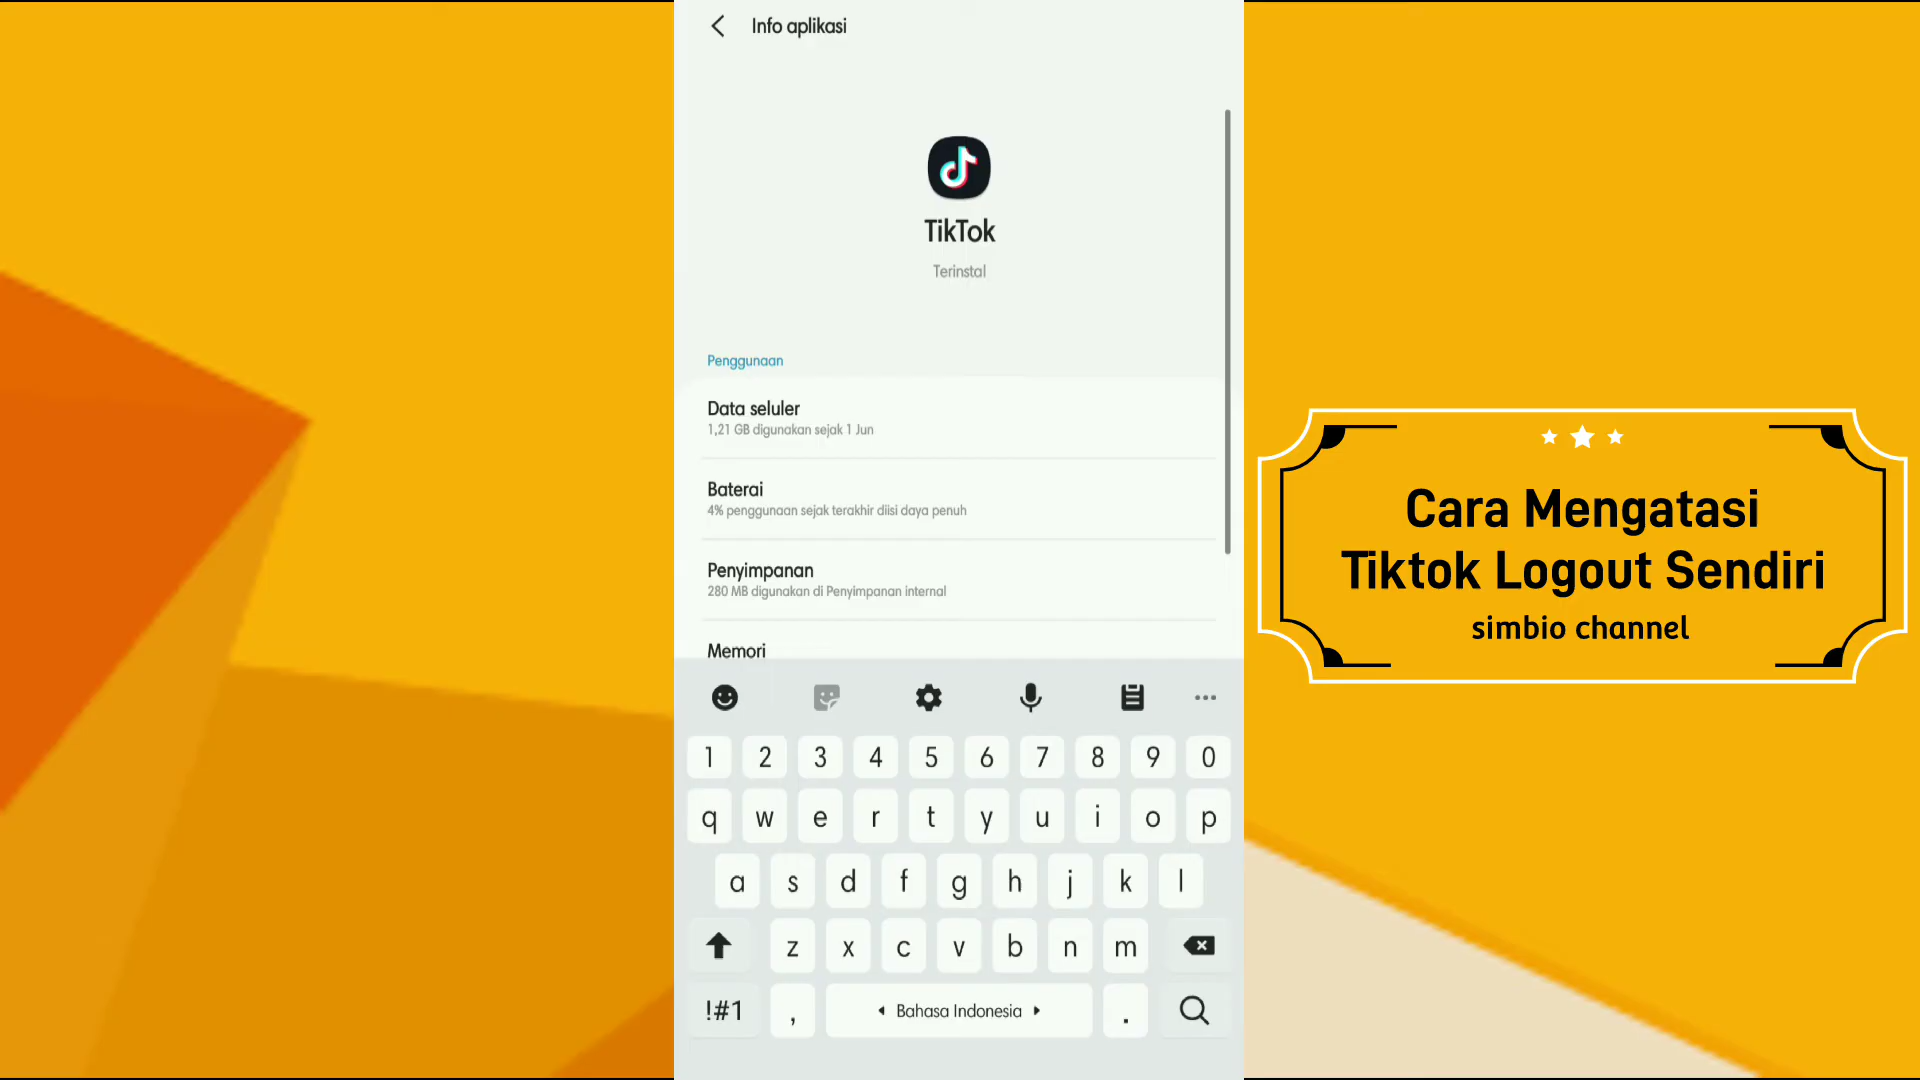 Info aplikasi
TikTok
Terinstal
Penggunaan
Data seluler
1,21 GB digunakan sejak 1 Jun
Baterai
4% penggunaan sejak terakhir diisi daya penuh
Penyimpanan
280 MB digunakan di Penyimpanan internal
Memori
1 2 3 4 5 6 7 8 9 0
q w e r t y u i o p
a s d f g h j k l
z x c v b n m
!#1 , Bahasa Indonesia .
Cara Mengatasi
Tiktok Logout Sendiri
simbio channel